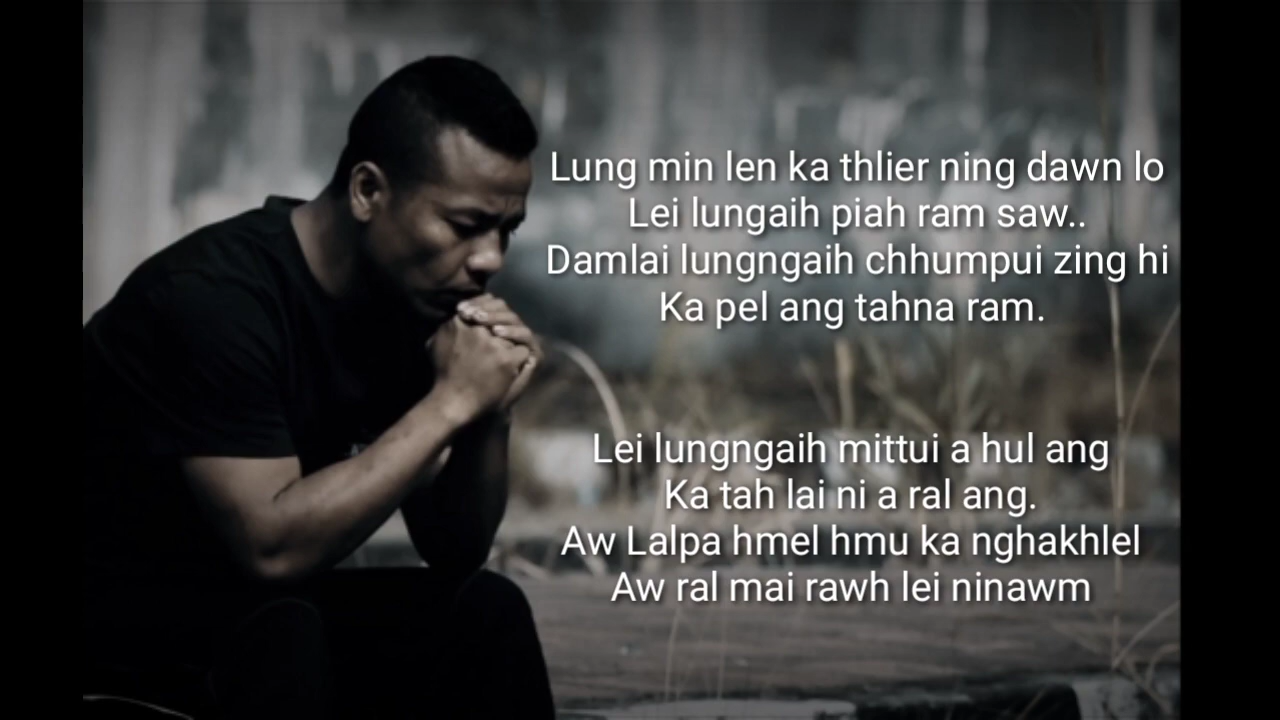 Lung min len ka thlier ning dawn lo
Lei lungaih piah ram saw..
Damlai lungngaih chhumpui zing hi
Ka pel ang tahna ram.
Lei lungngaih mittui a hul ang
Ka tah lai ni a ral ang.
Aw Lalpa hmel hmu ka nghakhlel
Aw ral mai rawh lei ninawm